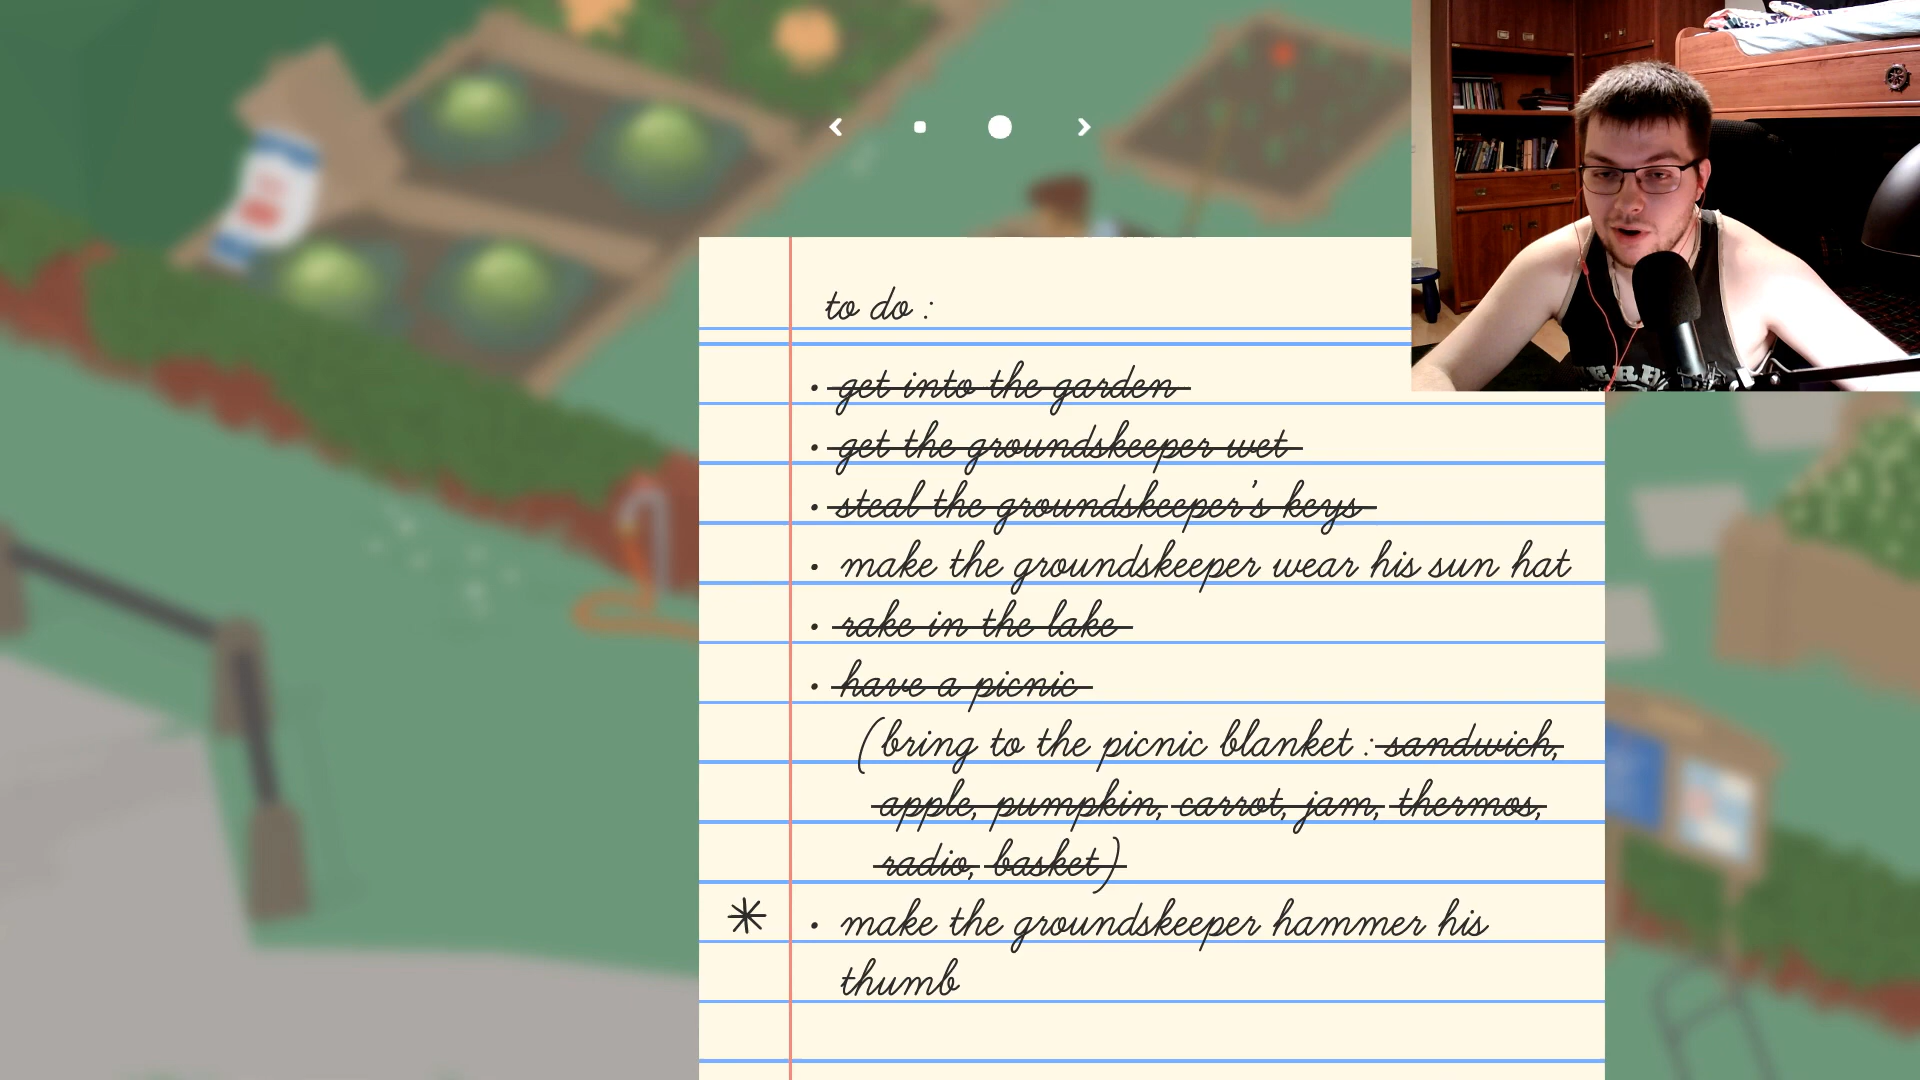 to do :
• get into the garden
• get the groundskeeper wet
• steal the groundskeeper's keys
• make the groundskeeper wear his sun hat
• rake in the lake
• have a picnic
(bring to the picnic blanket : sandwich,
apple, pumpkin, carrot, jam, thermos,
radio, basket)
• make the groundskeeper hammer his
thumb